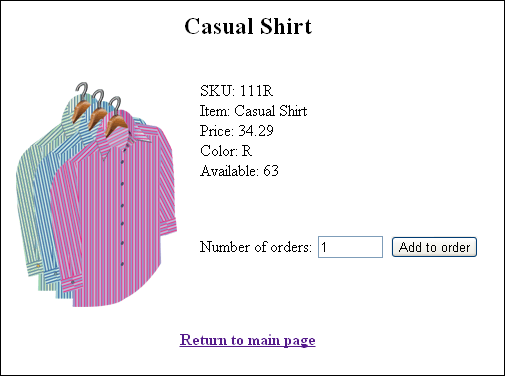 Casual Shirt
SKU: 111R
Item: Casual Shirt
Price: 34.29
Color: R
Available: 63
Number of orders: 1 Add to order
Return to main page